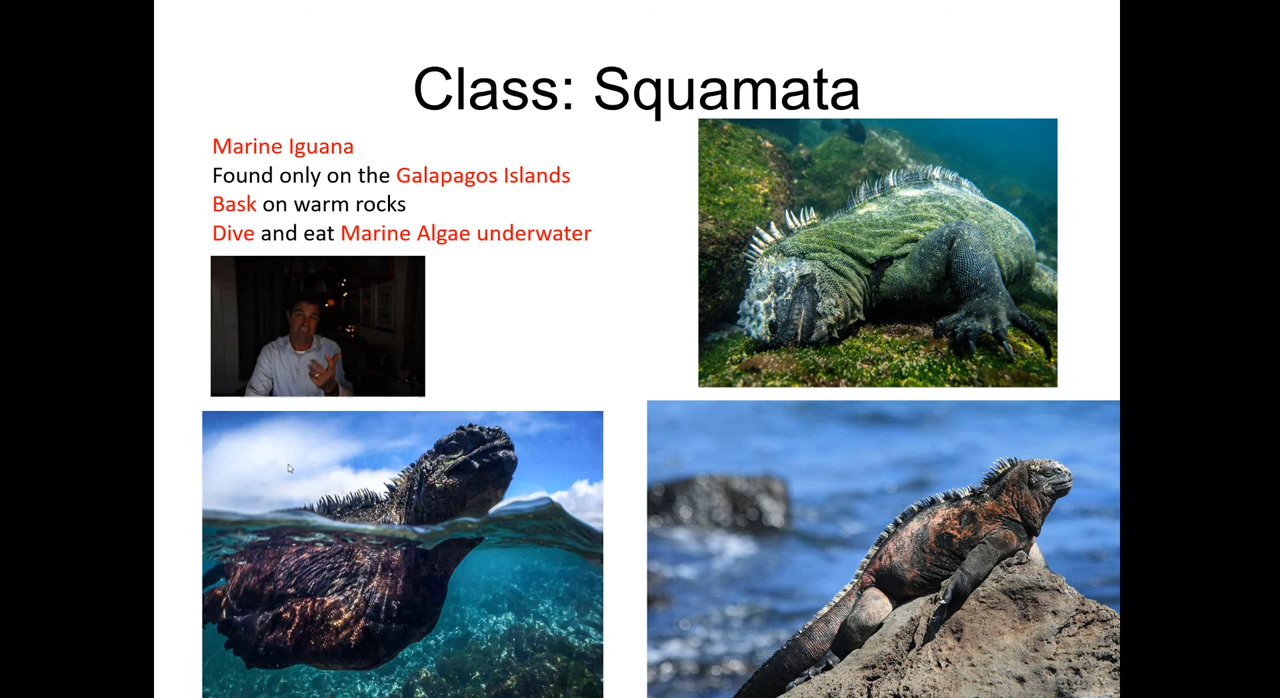 Class: Squamata
Marine Iguana
Found only on the Galapagos Islands
Bask on warm rocks
Dive and eat Marine Algae underwater